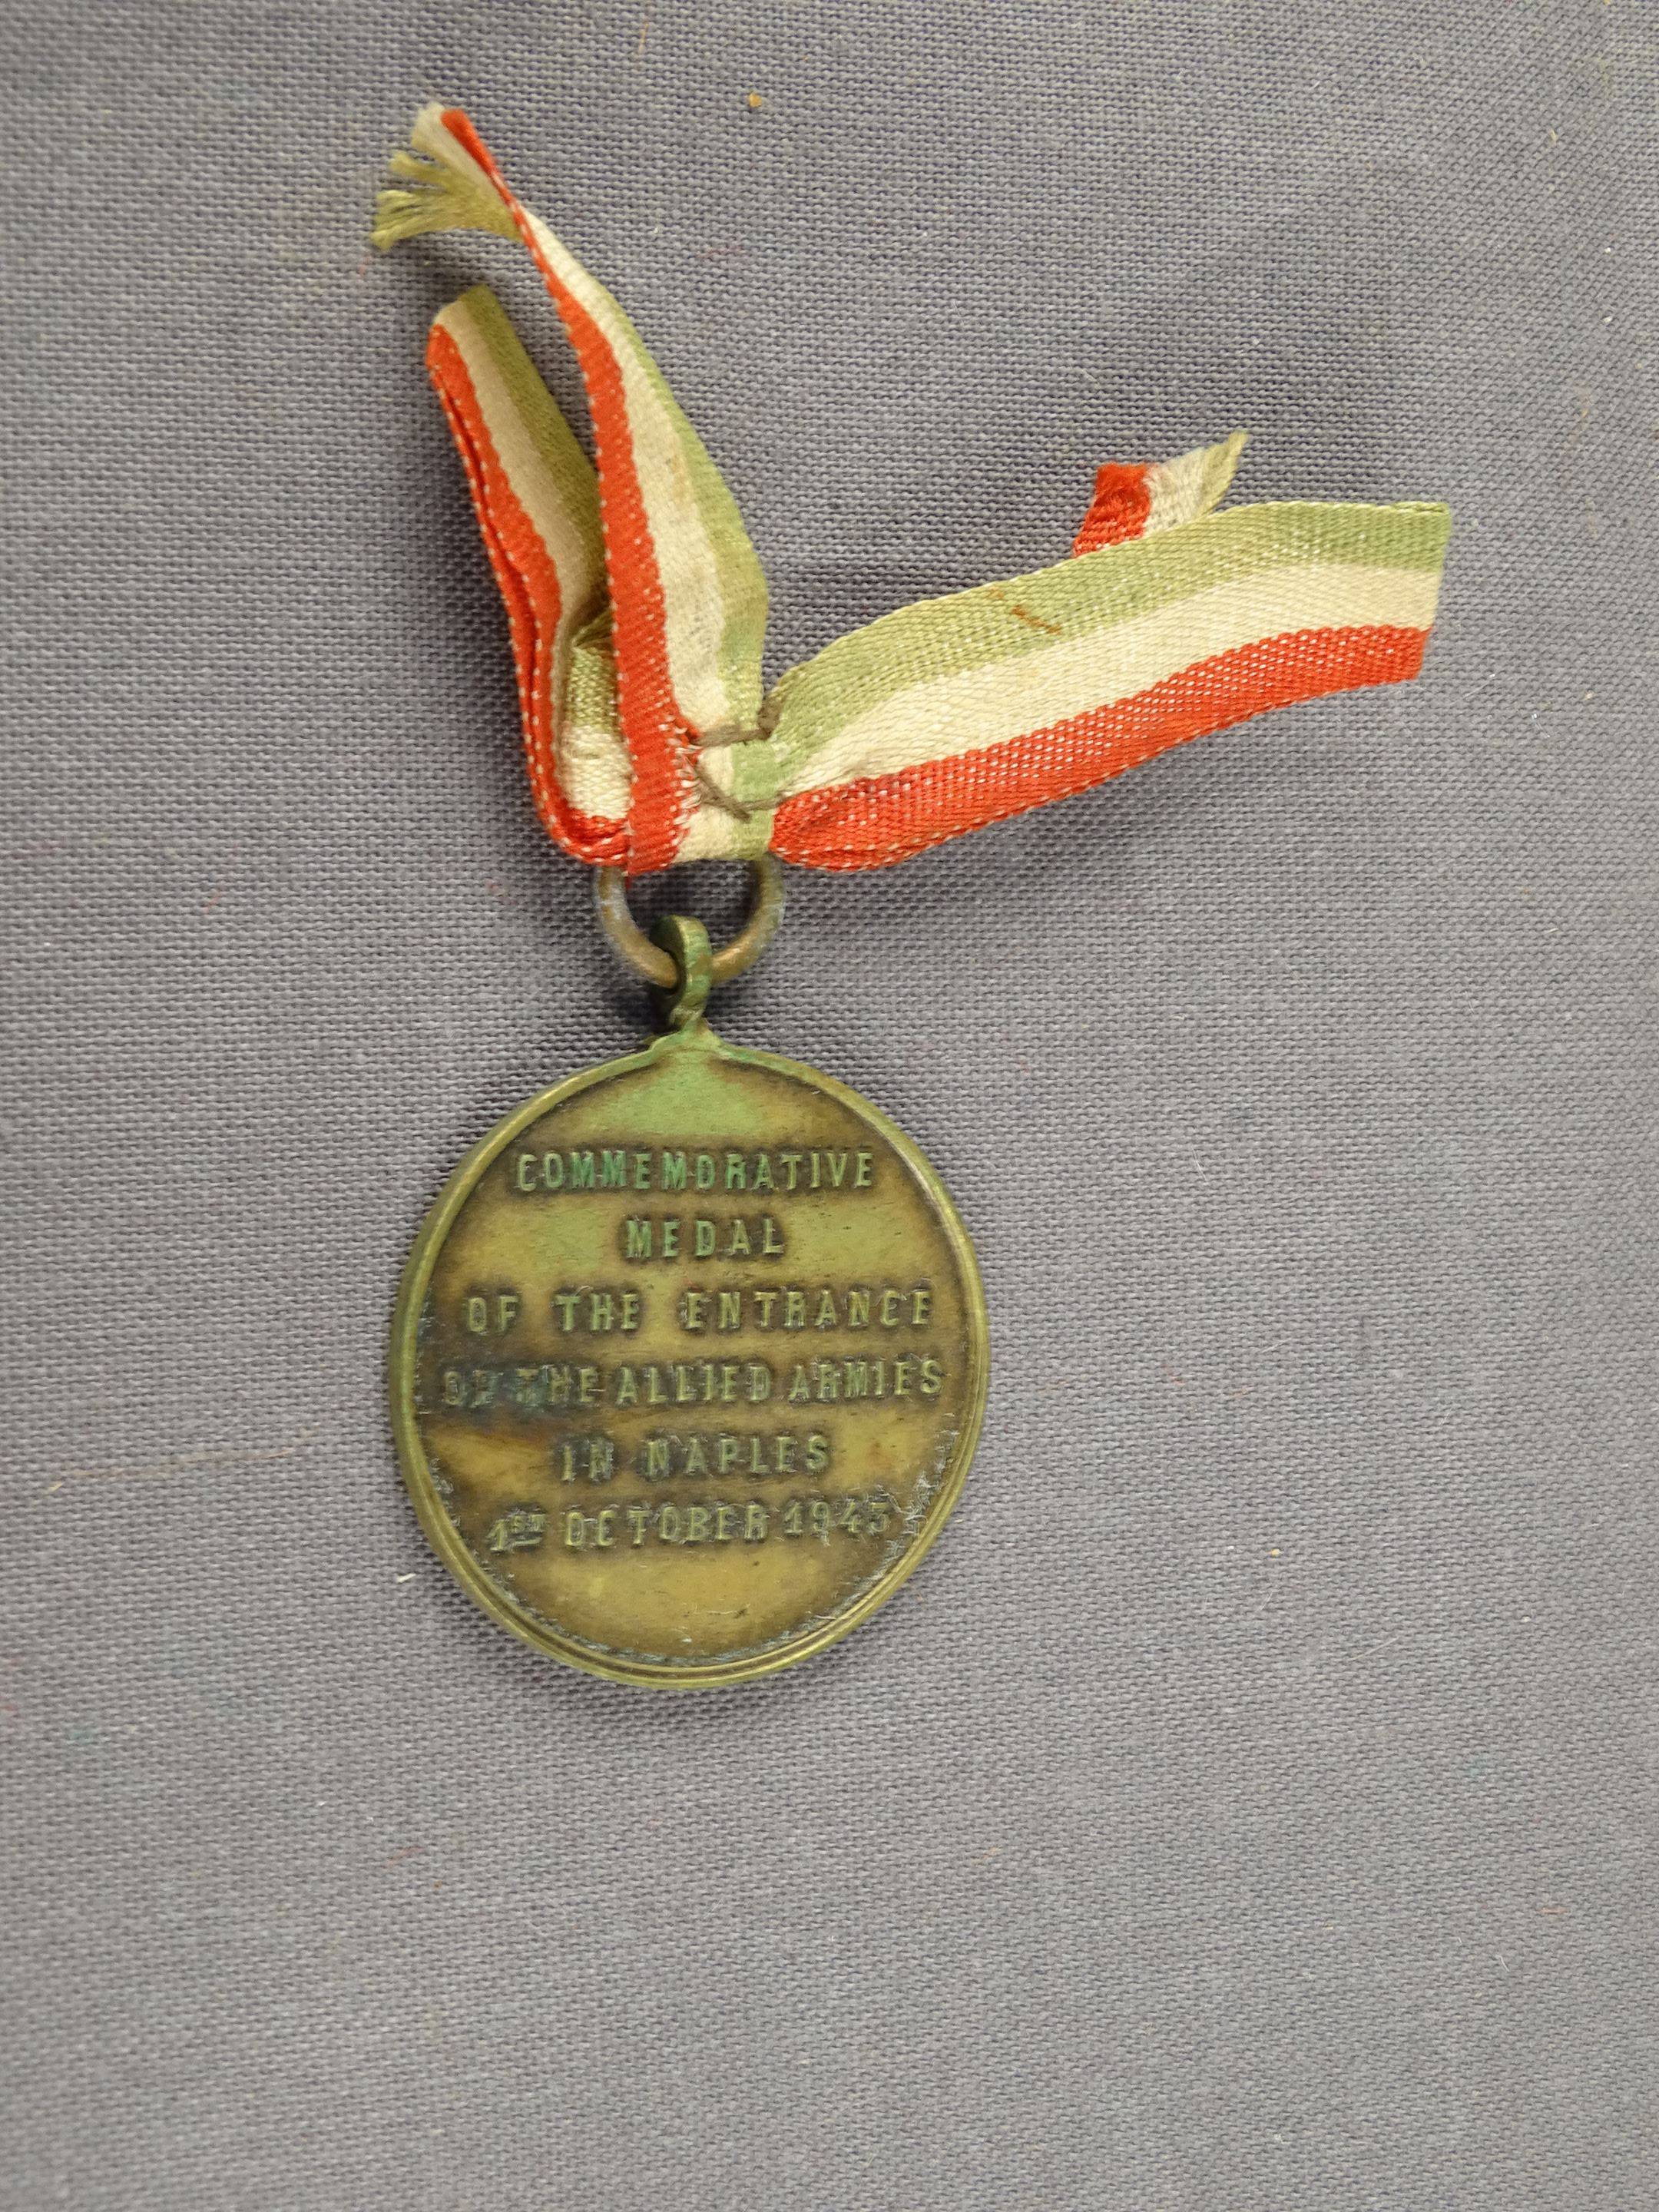 COMMEMORATIVE
MEDAL
OF THE ENTRANCE
OF THE ALLIED ARMIES
IN NAPLES
1ST OCTOBER 1943